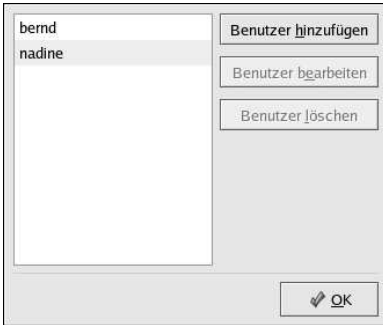 bernd
nadine
Benutzer hinzufügen
Benutzer bearbeiten
Benutzer löschen
OK